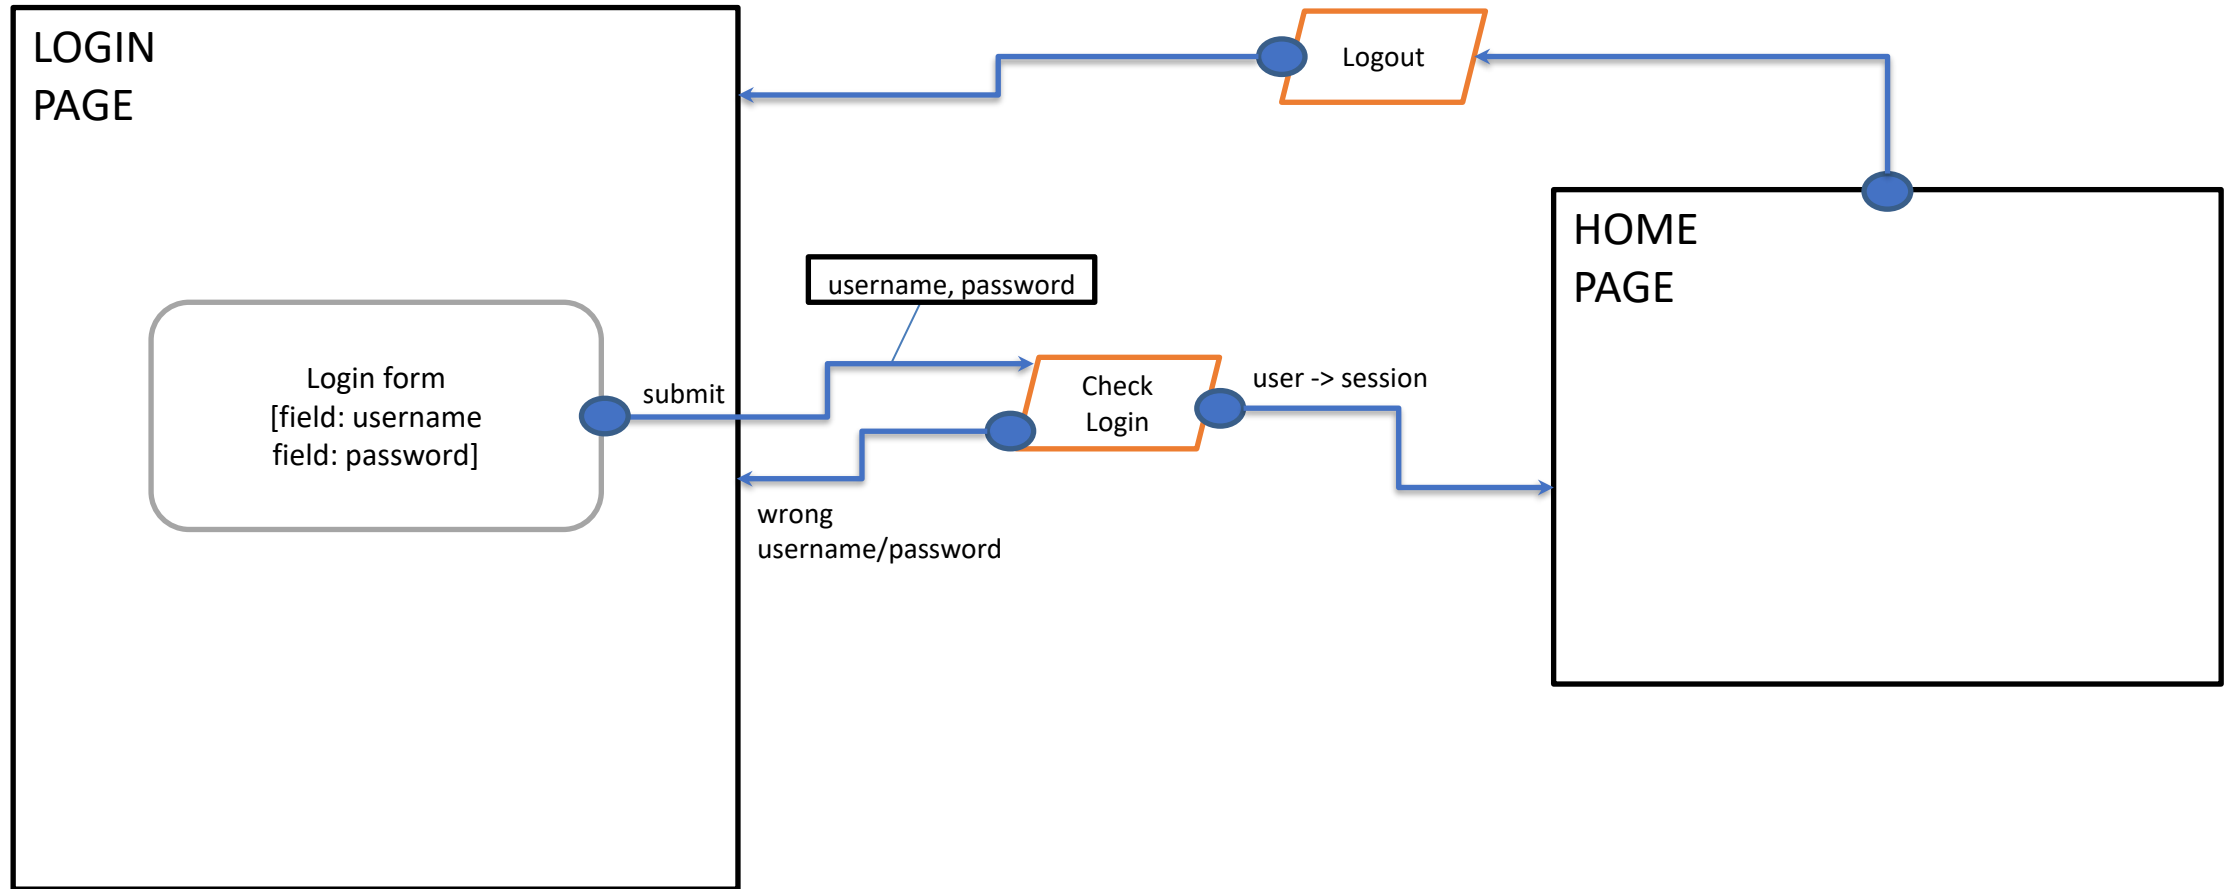 LOGIN
PAGE
Logout
HOME
PAGE
username, password
Login form
[field: username
field: password]
submit
Check
Login
user -> session
wrong
username/password